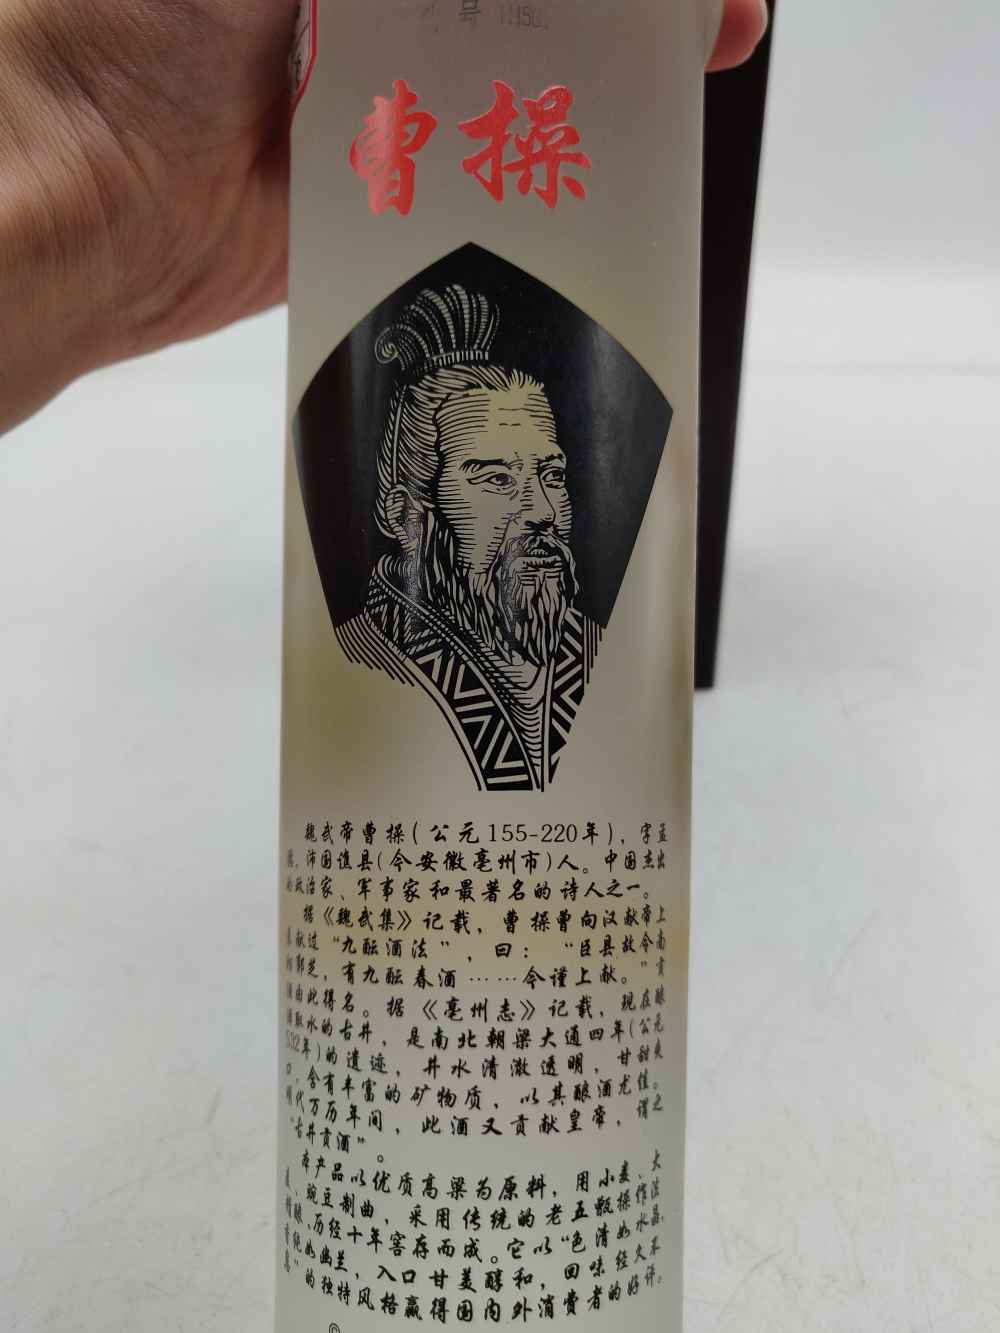 曹操
魏武帝曹操(公元155-220年),字孟
德,沛国谯县(今安徽亳州市)人。中国杰出
的政治家、军事家和最著名的诗人之一。
据《魏武集》记载,曹操曾向汉献帝上
表献过“九酝酒法”,曰:“臣县故令南
阳郭芝,有九酝春酒……今谨上献。”贡
酒由此得名。据《亳州志》记载,现在酿
酒取水的古井,是南北朝梁大通四年(公元
532年)的遗迹,井水清澈透明,甘甜爽
口,含有丰富的矿物质,以其酿酒尤佳。
明代万历年间,此酒又贡献皇帝,谓之
“古井贡酒”。
本产品以优质高粱为原料,用小麦、大
麦、豌豆制曲,采用传统的老五甑操作法
精酿,历经十年窖存而成。它以“色清如水晶,
香纯如幽兰,入口甘美醇和,回味经久不
息”的独特风格赢得国内外消费者的好评。